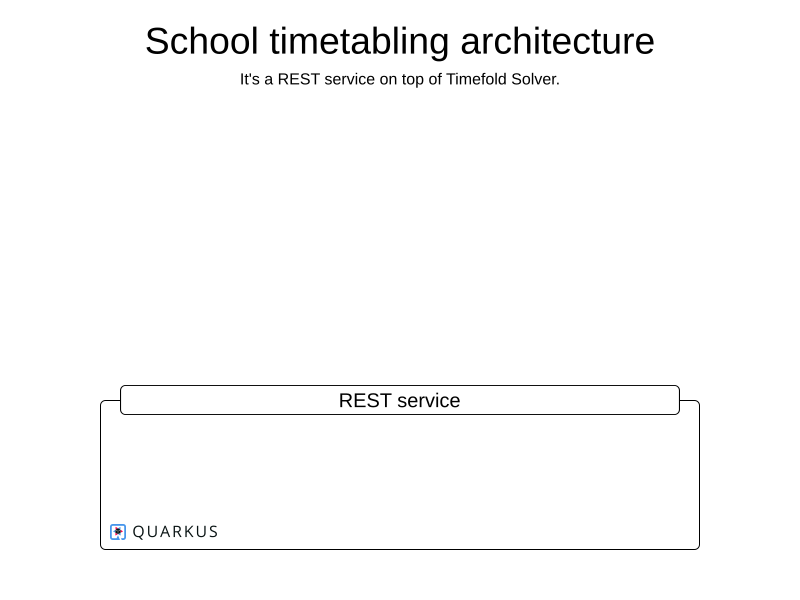 School timetabling architecture
It's a REST service on top of Timefold Solver.
REST service
QUARKUS